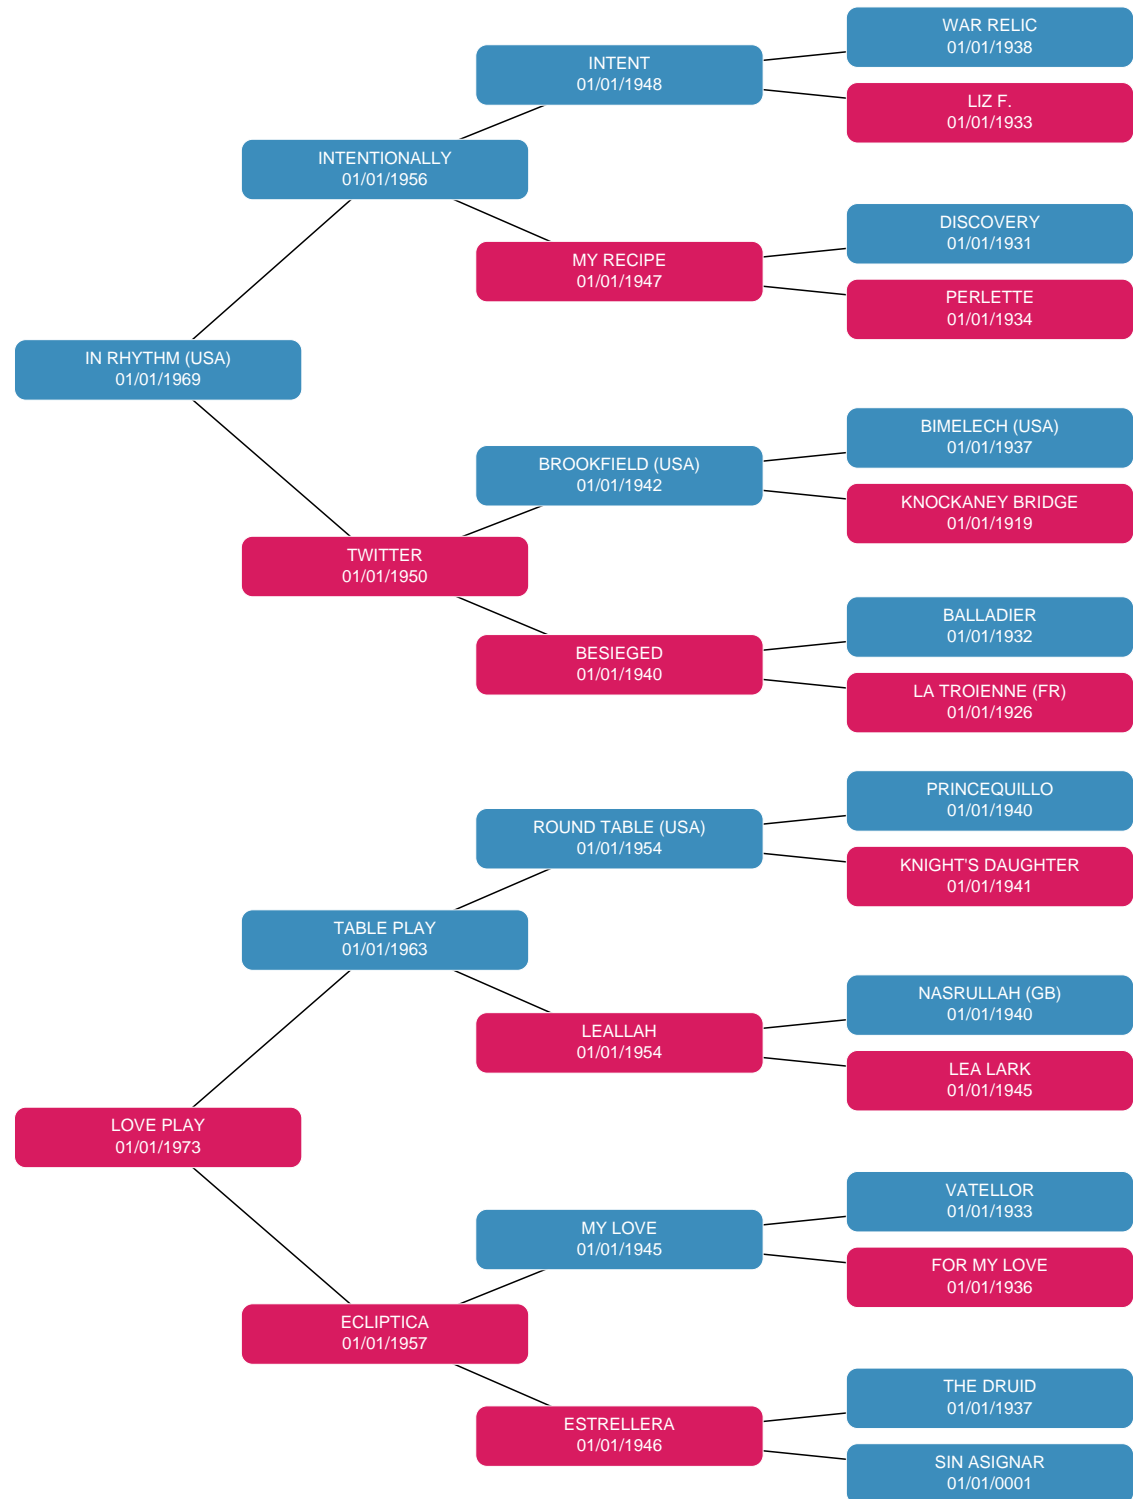 WAR RELIC
01/01/1938
INTENT
01/01/1948
LIZ F.
01/01/1933
INTENTIONALLY
01/01/1956
DISCOVERY
01/01/1931
MY RECIPE
01/01/1947
PERLETTE
01/01/1934
IN RHYTHM (USA)
01/01/1969
BIMELECH (USA)
01/01/1937
BROOKFIELD (USA)
01/01/1942
KNOCKANEY BRIDGE
01/01/1919
TWITTER
01/01/1950
BALLADIER
01/01/1932
BESIEGED
01/01/1940
LA TROIENNE (FR)
01/01/1926
PRINCEQUILLO
01/01/1940
ROUND TABLE (USA)
01/01/1954
KNIGHT'S DAUGHTER
01/01/1941
TABLE PLAY
01/01/1963
NASRULLAH (GB)
01/01/1940
LEALLAH
01/01/1954
LEA LARK
01/01/1945
LOVE PLAY
01/01/1973
VATELLOR
01/01/1933
MY LOVE
01/01/1945
FOR MY LOVE
01/01/1936
ECLIPTICA
01/01/1957
THE DRUID
01/01/1937
ESTRELLERA
01/01/1946
SIN ASIGNAR
01/01/0001